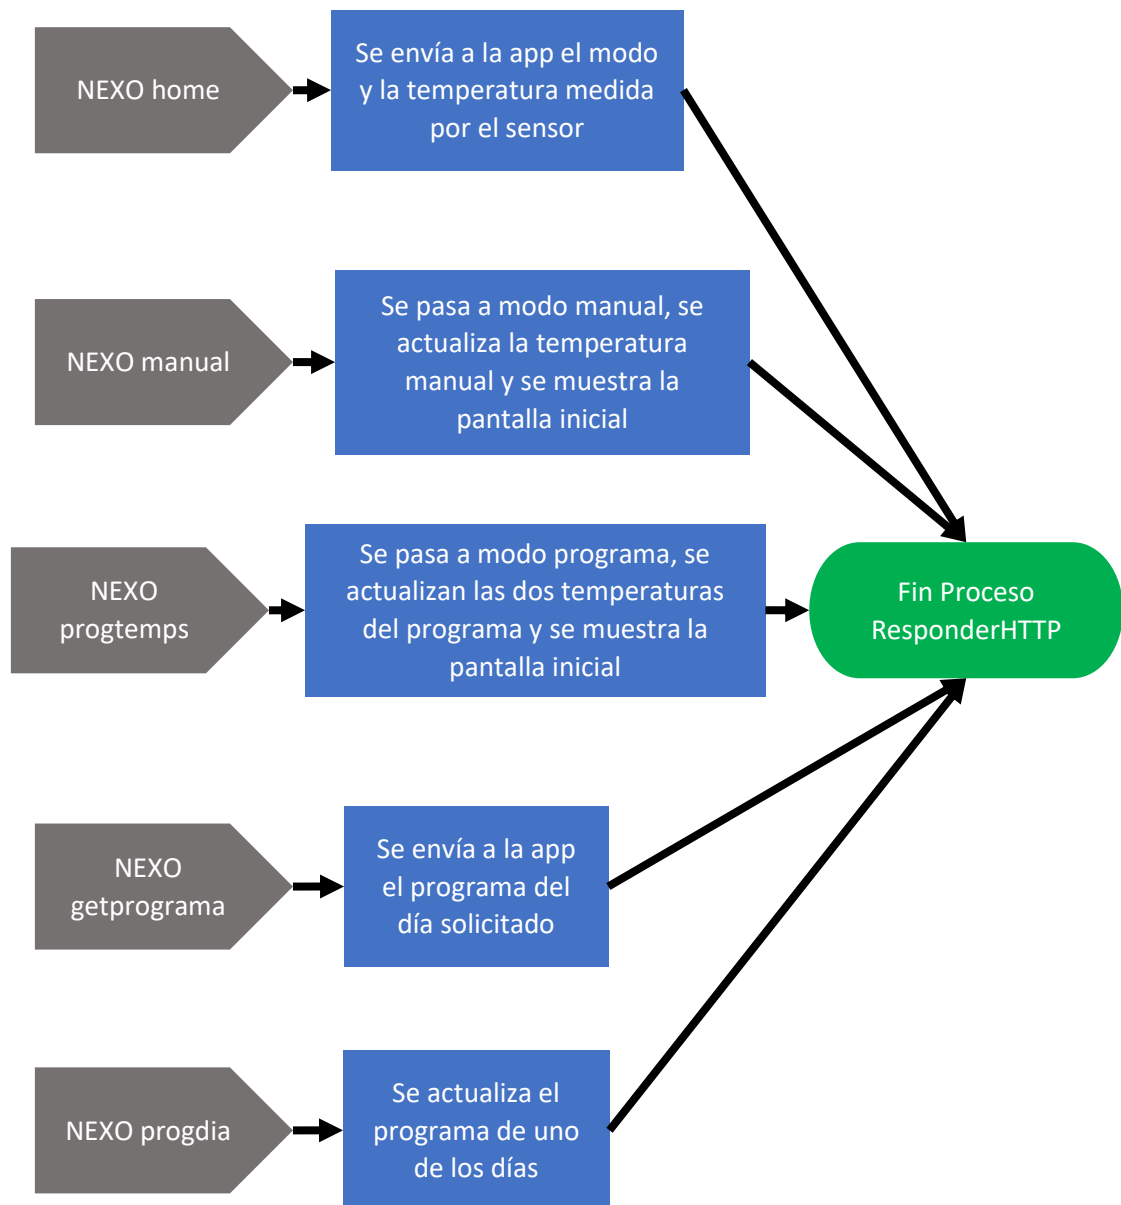 NEXO home
Se envía a la app el modo
y la temperatura medida
por el sensor
NEXO manual
Se pasa a modo manual, se
actualiza la temperatura
manual y se muestra la
pantalla inicial
NEXO
progtemps
Se pasa a modo programa, se
actualizan las dos temperaturas
del programa y se muestra la
pantalla inicial
Fin Proceso
ResponderHTTP
NEXO
getprograma
Se envía a la app
el programa del
día solicitado
NEXO progdia
Se actualiza el
programa de uno
de los días